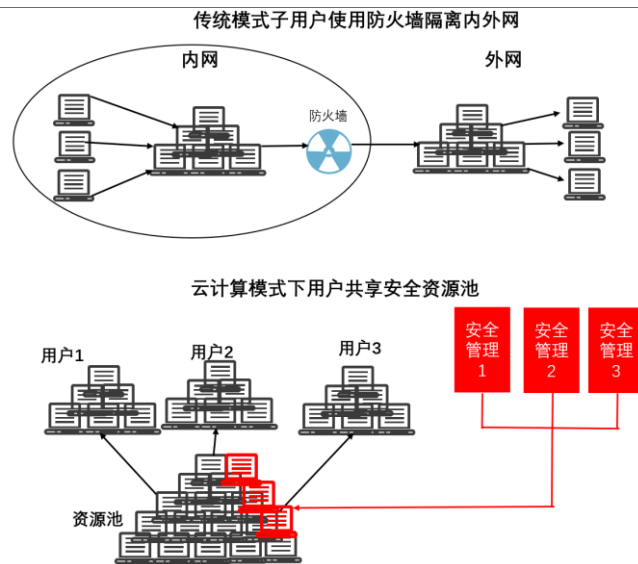 传统模式子用户使用防火墙隔离内外网
内网
外网
防火墙
云计算模式下用户共享安全资源池
用户1
用户2
用户3
安全
管理
1
安全
管理
2
安全
管理
3
资源池